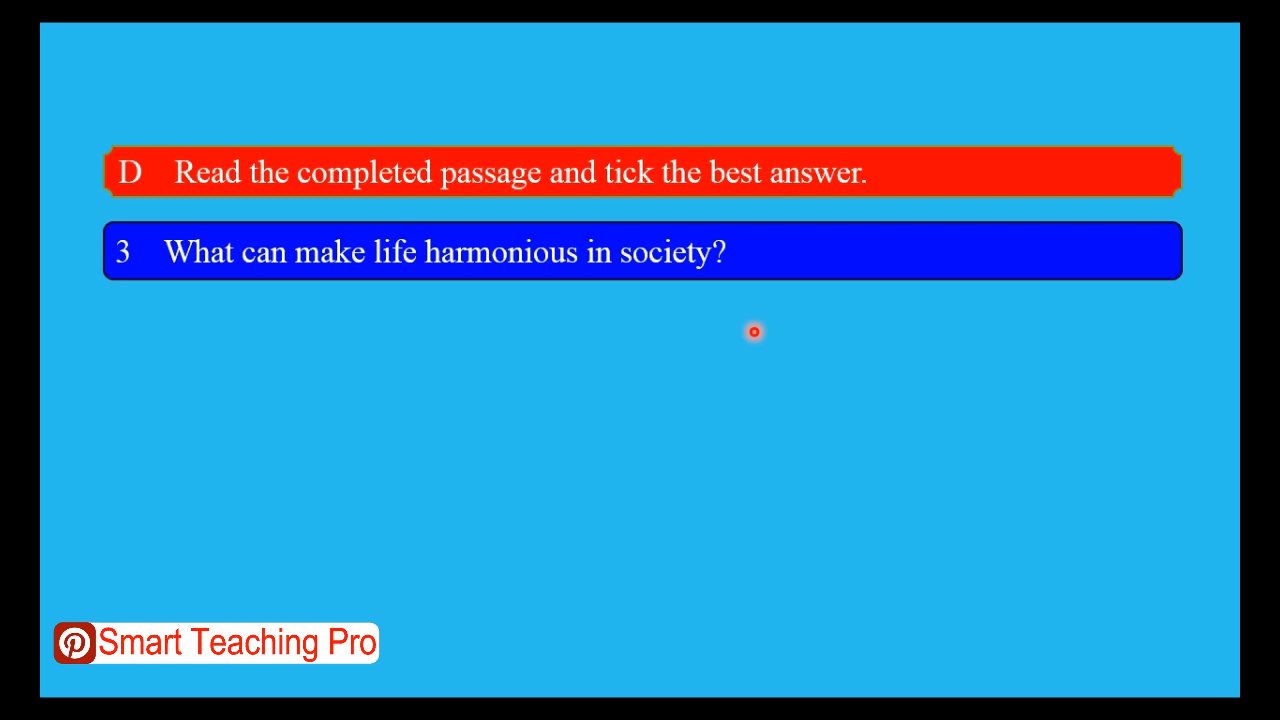 D Read the completed passage and tick the best answer.
3 What can make life harmonious in society?
Smart Teaching Pro